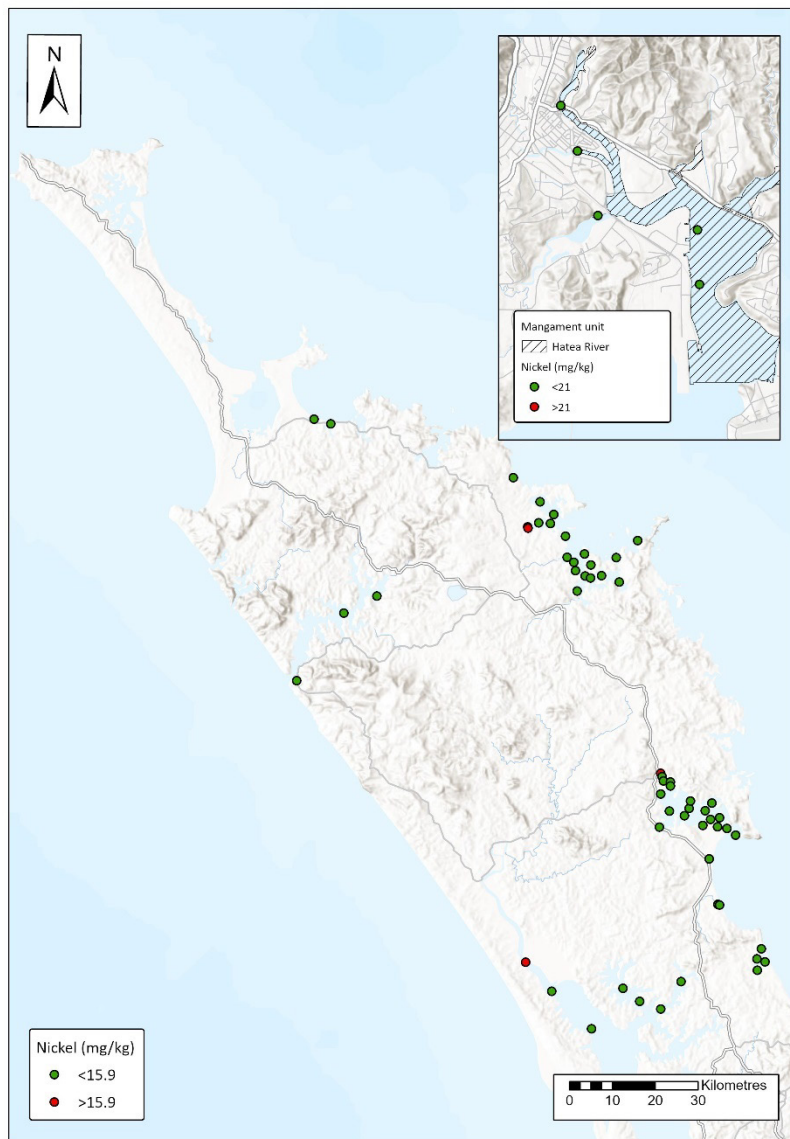 N
Mangament unit
Hatea River
Nickel (mg/kg)
<21
>21
Nickel (mg/kg)
<15.9
>15.9
Kilometres
0 10 20 30